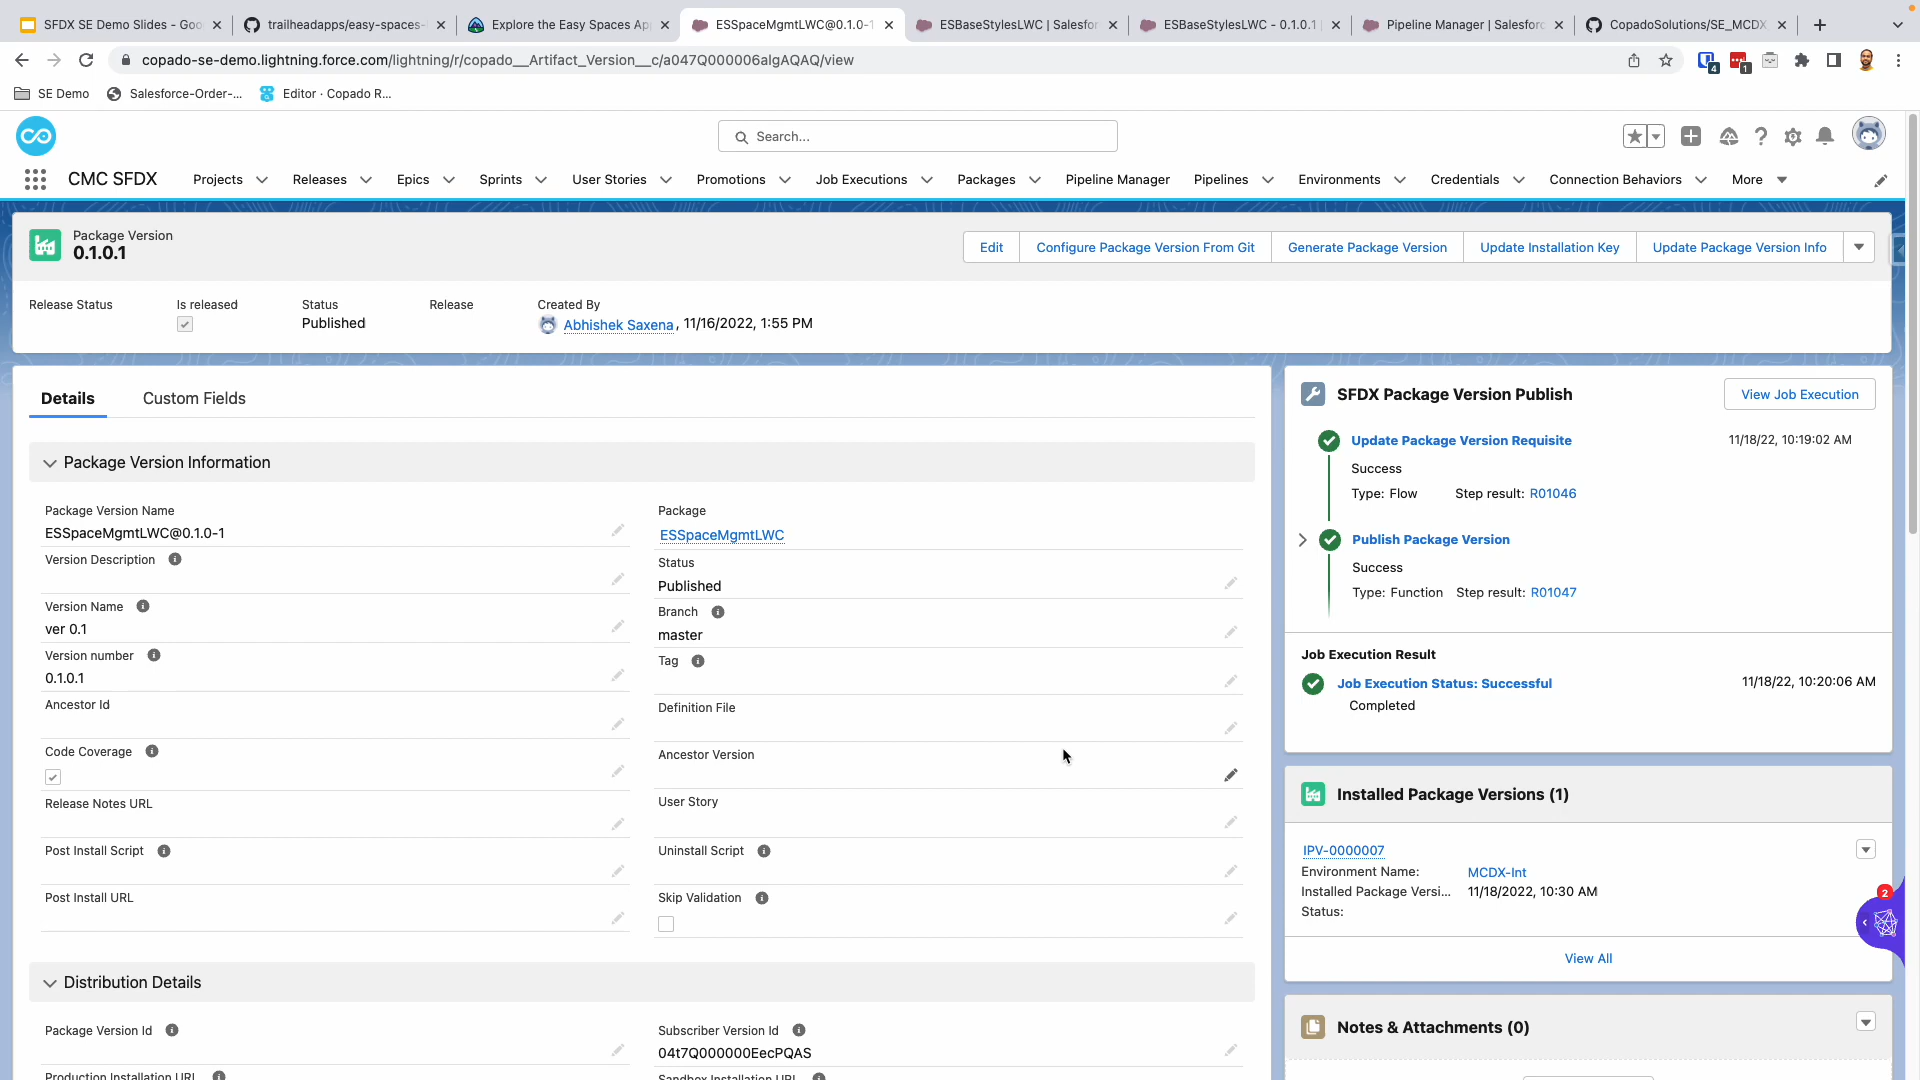 SFDX SE Demo Slides - Goo
trailheadapps/easy-spaces-
Explore the Easy Spaces Ap
ESSpaceMgmtLWC@0.1.0-1
ESBaseStylesLWC | Salesfor
ESBaseStylesLWC - 0.1.0.1
Pipeline Manager | Salesforc
CopadoSolutions/SE_MCDX
copado-se-demo.lightning.force.com/lightning/r/copado__Artifact_Version__c/a047Q000006algAQAQ/view
4
1
SE Demo
Salesforce-Order-...
Editor · Copado R...
Search...
CMC SFDX
Projects
Releases
Epics
Sprints
User Stories
Promotions
Job Executions
Packages
Pipeline Manager
Pipelines
Environments
Credentials
Connection Behaviors
More
Package Version
0.1.0.1
Edit
Configure Package Version From Git
Generate Package Version
Update Installation Key
Update Package Version Info
Release Status
Is released
Status
Published
Release
Created By
Abhishek Saxena, 11/16/2022, 1:55 PM
Details
Custom Fields
Package Version Information
Package Version Name
ESSpaceMgmtLWC@0.1.0-1
Version Description
Version Name
ver 0.1
Version number
0.1.0.1
Ancestor Id
Code Coverage
Release Notes URL
Post Install Script
Post Install URL
Package
ESSpaceMgmtLWC
Status
Published
Branch
master
Tag
Definition File
Ancestor Version
User Story
Uninstall Script
Skip Validation
Distribution Details
Package Version Id
Subscriber Version Id
04t7Q000000EecPQAS
Production Installation URL
Sandbox Installation URL
SFDX Package Version Publish
View Job Execution
Update Package Version Requisite
11/18/22, 10:19:02 AM
Success
Type: Flow
Step result: R01046
Publish Package Version
Success
Type: Function
Step result: R01047
Job Execution Result
Job Execution Status: Successful
11/18/22, 10:20:06 AM
Completed
Installed Package Versions (1)
IPV-0000007
Environment Name:
MCDX-Int
Installed Package Versi...
11/18/2022, 10:30 AM
Status:
2
View All
Notes & Attachments (0)